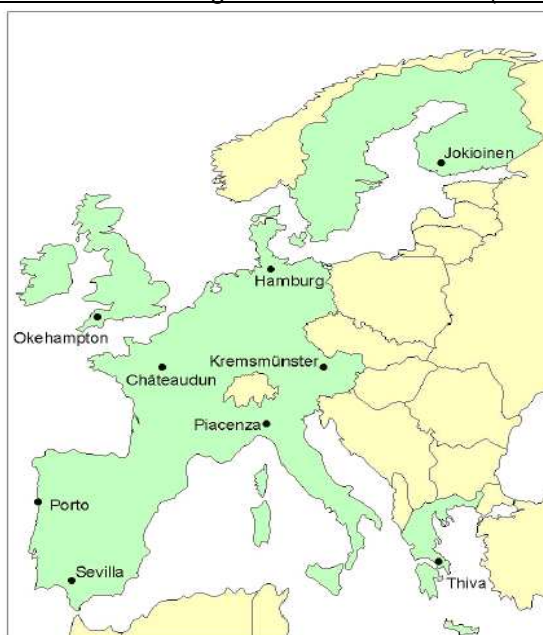 Jokioinen
Hamburg
Okehampton
Kremsmünster
Châteaudun
Piacenza
Porto
Sevilla
Thiva